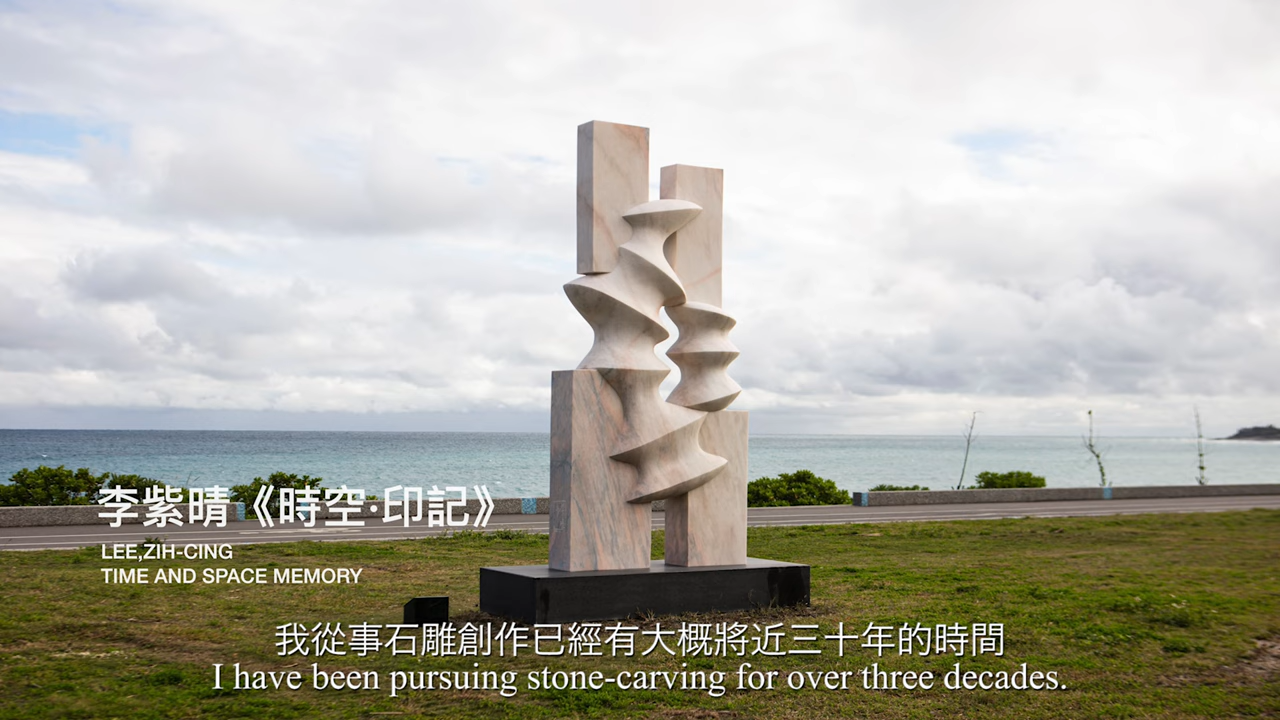 李紫晴《時空·印記》
LEE,ZIH-CING
TIME AND SPACE MEMORY
我從事石雕創作已經有大概將近三十年的時間
I have been pursuing stone-carving for over three decades.